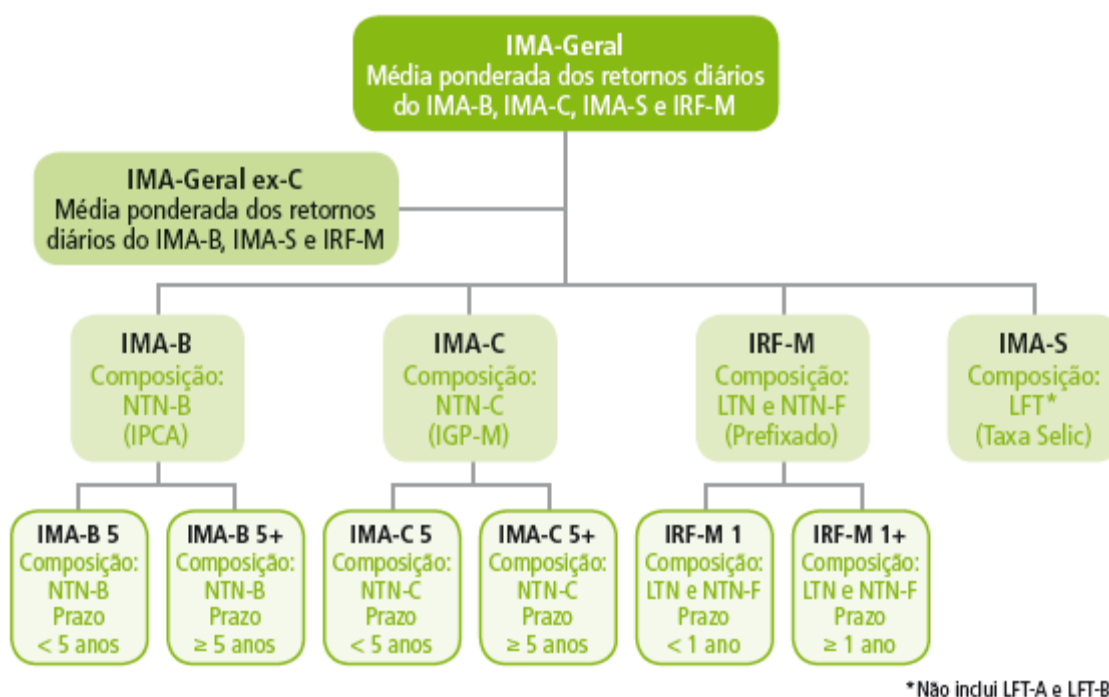 IMA-Geral
Média ponderada dos retornos diários
do IMA-B, IMA-C, IMA-S e IRF-M
IMA-Geral ex-C
Média ponderada dos retornos
diários do IMA-B, IMA-S e IRF-M
IMA-B
Composição:
NTN-B
(IPCA)
IMA-C
Composição:
NTN-C
(IGP-M)
IRF-M
Composição:
LTN e NTN-F
(Prefixado)
IMA-S
Composição:
LFT*
(Taxa Selic)
IMA-B 5
Composição:
NTN-B
Prazo
< 5 anos
IMA-B 5+
Composição:
NTN-B
Prazo
≥ 5 anos
IMA-C 5
Composição:
NTN-C
Prazo
< 5 anos
IMA-C 5+
Composição:
NTN-C
Prazo
≥ 5 anos
IRF-M 1
Composição:
LTN e NTN-F
Prazo
< 1 ano
IRF-M 1+
Composição:
LTN e NTN-F
Prazo
≥ 1 ano
*Não inclui LFT-A e LFT-B